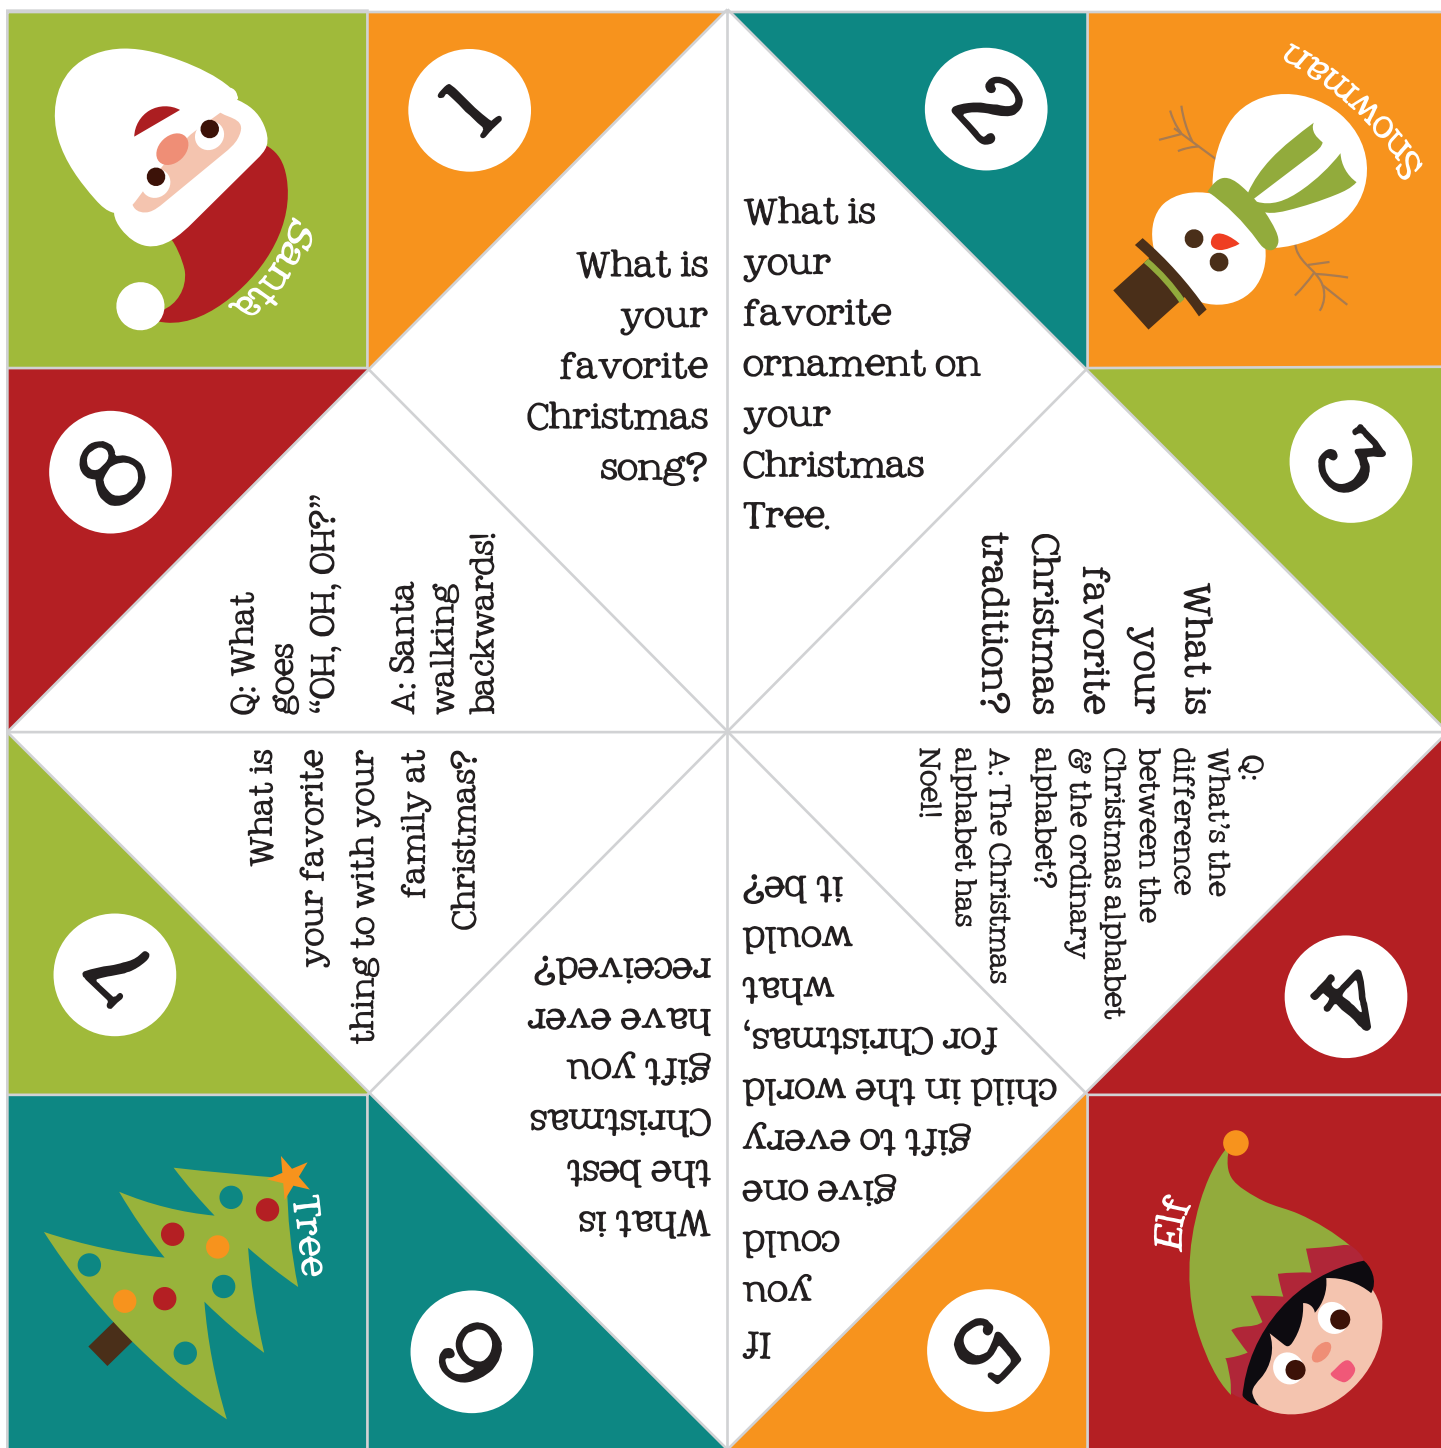 Santa
1
2
Snowman
What is
your
favorite
Christmas
song?
What is
your
favorite
ornament on
your
Christmas
Tree.
3
What is
your
favorite
Christmas
tradition?
Q:
What's the
difference
between the
Christmas alphabet
& the ordinary
alphabet?
A: The Christmas
alphabet has
Noel!
4
Elf
5
If
you
could
give one
gift to every
child in the world
for Christmas,
what
would
it be?
What is
the best
Christmas
gift you
have ever
received?
6
Tree
7
What is
your favorite
thing to with your
family at
Christmas?
8
Q: What
goes
“OH, OH, OH?”
A: Santa
walking
backwards!